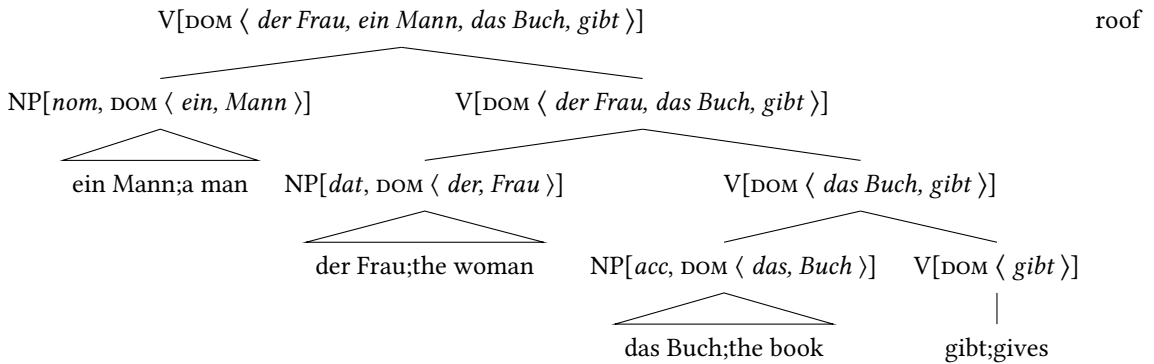 V[DOM ⟨ der Frau, ein Mann, das Buch, gibt ⟩] roof
NP[nom, DOM ⟨ ein, Mann ⟩] V[DOM ⟨ der Frau, das Buch, gibt ⟩]
ein Mann;a man NP[dat, DOM ⟨ der, Frau ⟩] V[DOM ⟨ das Buch, gibt ⟩]
der Frau;the woman NP[acc, DOM ⟨ das, Buch ⟩] V[DOM ⟨ gibt ⟩]
das Buch;the book gibt;gives